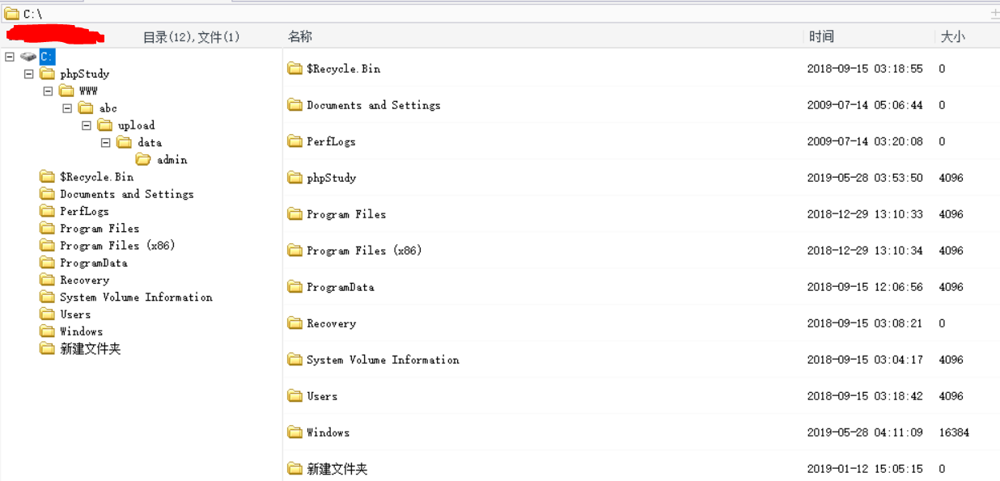 C:\
目录(12),文件(1)
名称
时间
大小
C:
phpStudy
WWW
abc
upload
data
admin
$Recycle.Bin
Documents and Settings
PerfLogs
Program Files
Program Files (x86)
ProgramData
Recovery
System Volume Information
Users
Windows
新建文件夹
$Recycle.Bin 2018-09-15 03:18:55 0
Documents and Settings 2009-07-14 05:06:44 0
PerfLogs 2009-07-14 03:20:08 0
phpStudy 2019-05-28 03:53:50 4096
Program Files 2018-12-29 13:10:33 4096
Program Files (x86) 2018-12-29 13:10:34 4096
ProgramData 2018-09-15 12:06:56 4096
Recovery 2018-09-15 03:08:21 0
System Volume Information 2018-09-15 03:04:17 4096
Users 2018-09-15 03:18:42 4096
Windows 2019-05-28 04:11:09 16384
新建文件夹 2019-01-12 15:05:15 0